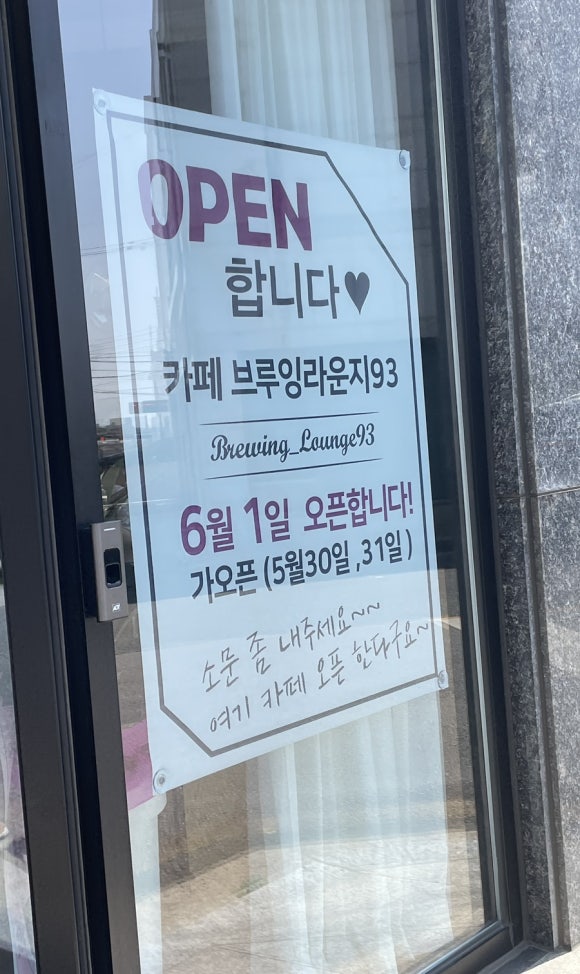 OPEN
합니다♥
카페 브루잉라운지93
Brewing_Lounge93
6월 1일 오픈합니다!
가오픈 (5월30일 ,31일 )
소문 좀 내주세요~~
여기 카페 오픈 한다구요~
ADT